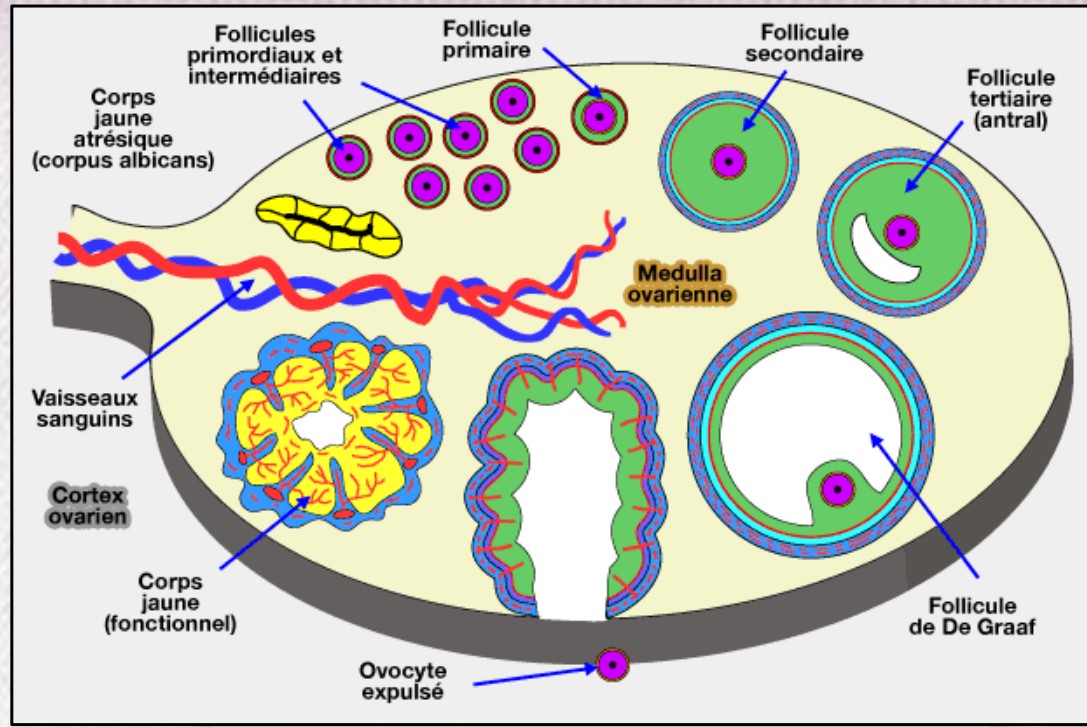 Follicules
primordiaux et
intermédiaires
Follicule
primaire
Follicule
secondaire
Follicule
tertiaire
(antral)
Corps
jaune
atrésique
(corpus albicans)
Medulla
ovarienne
Vaisseaux
sanguins
Cortex
ovarien
Corps
jaune
(fonctionnel)
Ovocyte
expulsé
Follicule
de De Graaf